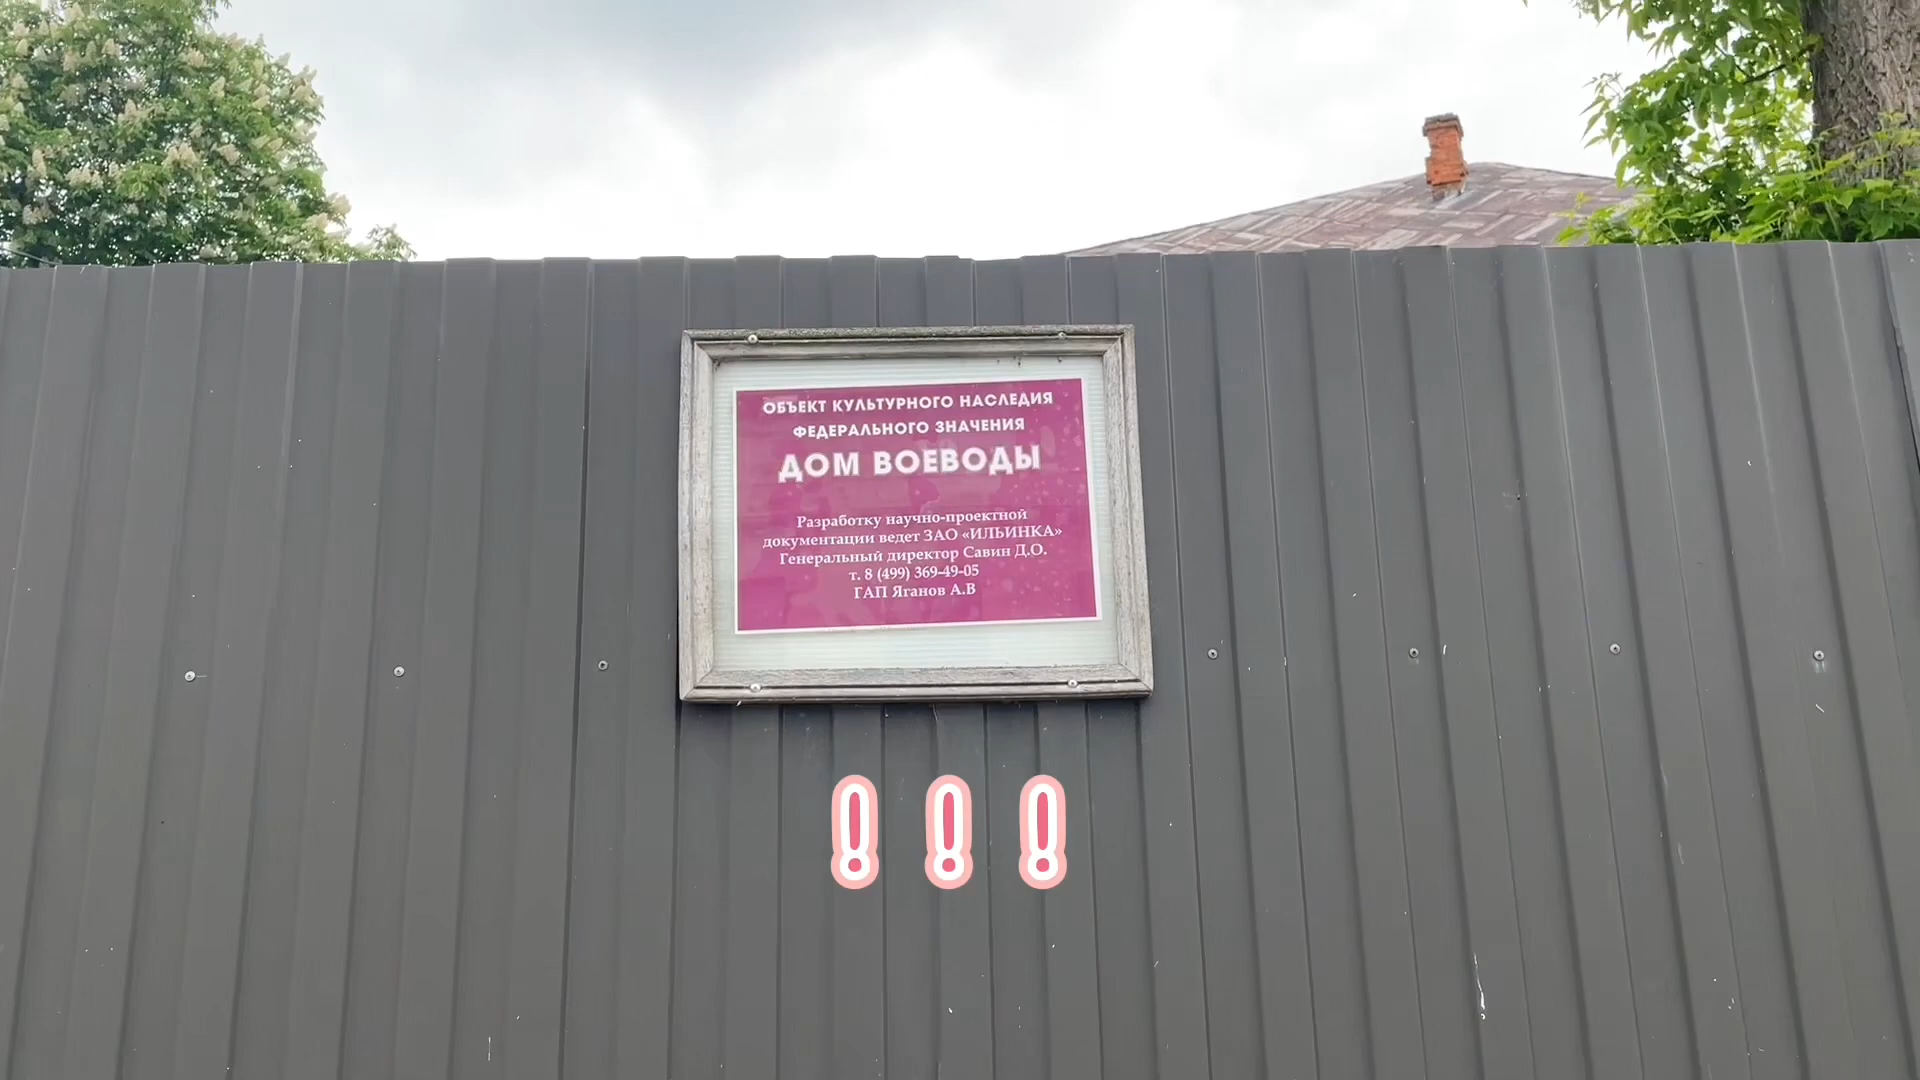 ОБЪЕКТ КУЛЬТУРНОГО НАСЛЕДИЯ
ФЕДЕРАЛЬНОГО ЗНАЧЕНИЯ
ДОМ ВОЕВОДЫ
Разработку научно-проектной
документации ведет ЗАО «ИЛЬИНКА»
Генеральный директор Савин Д.О.
т. 8 (499) 369-49-05
ГАП Яганов А.В
! ! !